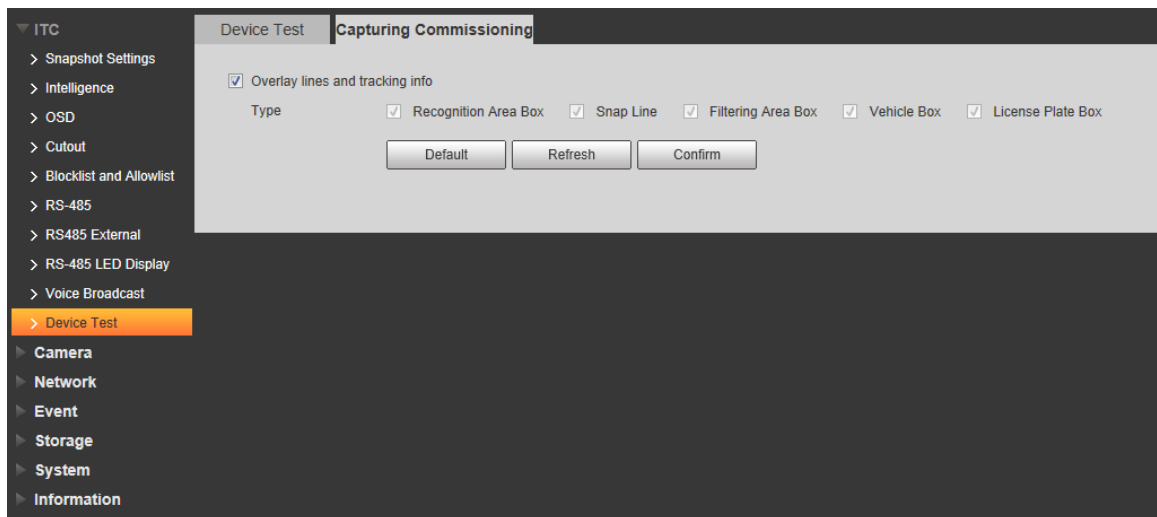 ITC
Snapshot Settings
Intelligence
OSD
Cutout
Blocklist and Allowlist
RS-485
RS485 External
RS-485 LED Display
Voice Broadcast
Device Test
Camera
Network
Event
Storage
System
Information
Device Test Capturing Commissioning
Overlay lines and tracking info
Type Recognition Area Box Snap Line Filtering Area Box Vehicle Box License Plate Box
Default Refresh Confirm